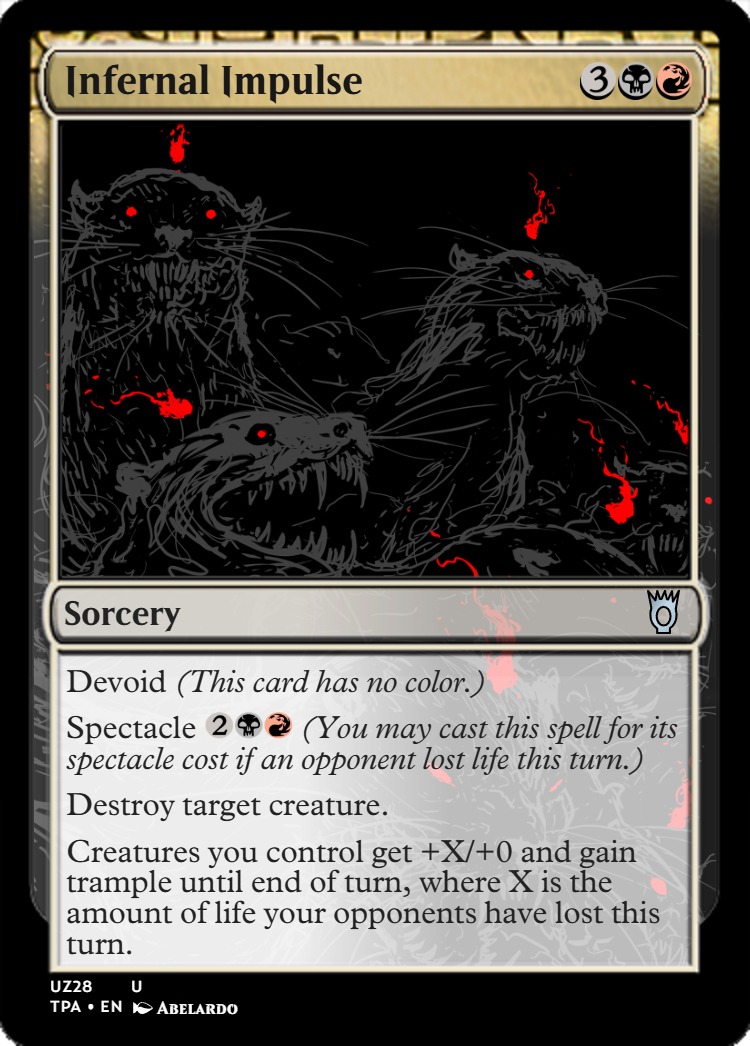 Infernal Impulse 3
Sorcery
Devoid (This card has no color.)
Spectacle 2 (You may cast this spell for its
spectacle cost if an opponent lost life this turn.)
Destroy target creature.
Creatures you control get +X/+0 and gain
trample until end of turn, where X is the
amount of life your opponents have lost this
turn.
UZ28 U
TPA • EN Abelardo